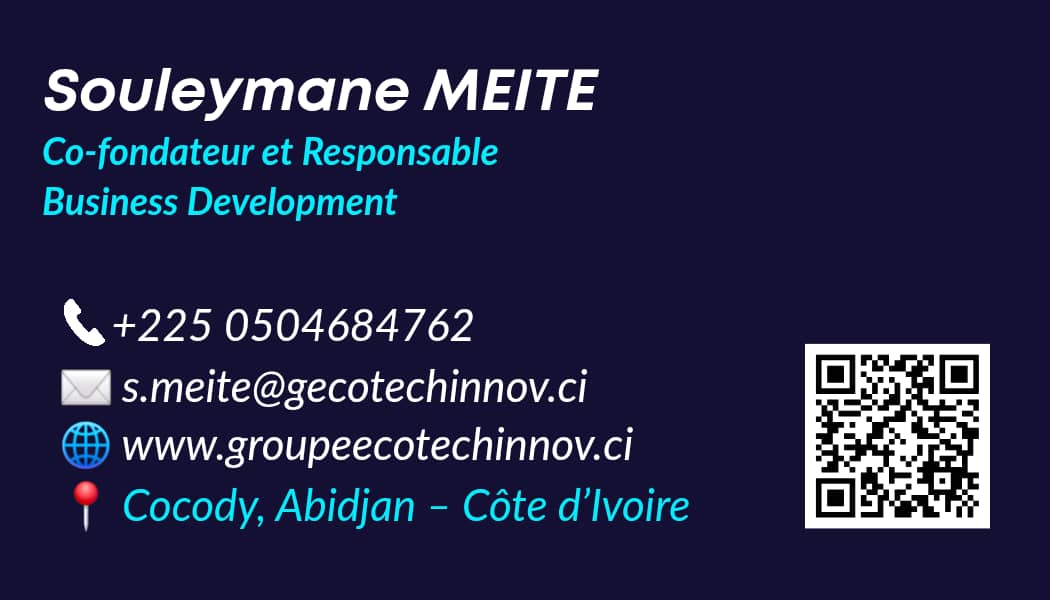 Souleymane MEITE
Co-fondateur et Responsable
Business Development
+225 0504684762
s.meite@gecotechinnov.ci
www.groupeecotechinnov.ci
Cocody, Abidjan – Côte d’Ivoire